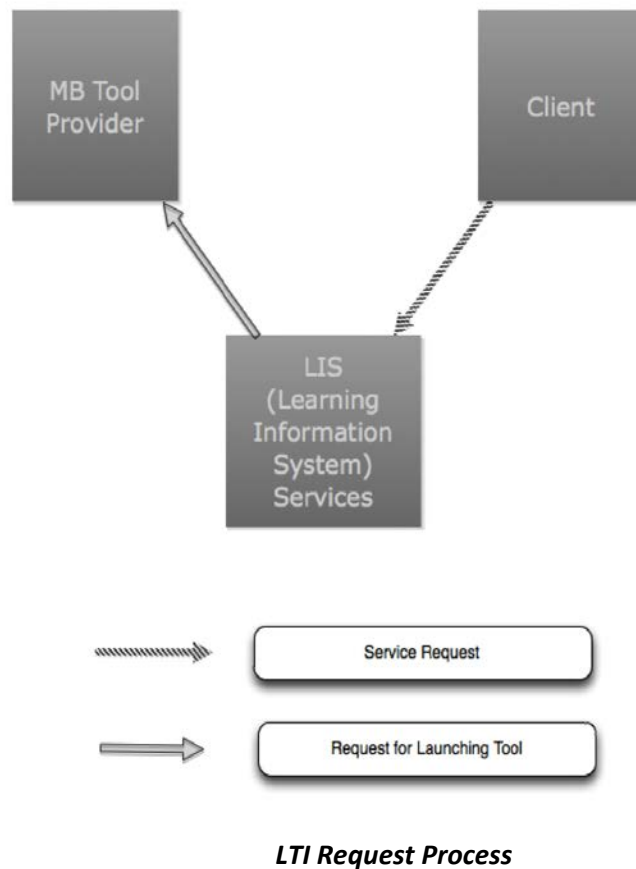 MB Tool
Provider
Client
LIS
(Learning
Information
System)
Services
Service Request
Request for Launching Tool
LTI Request Process